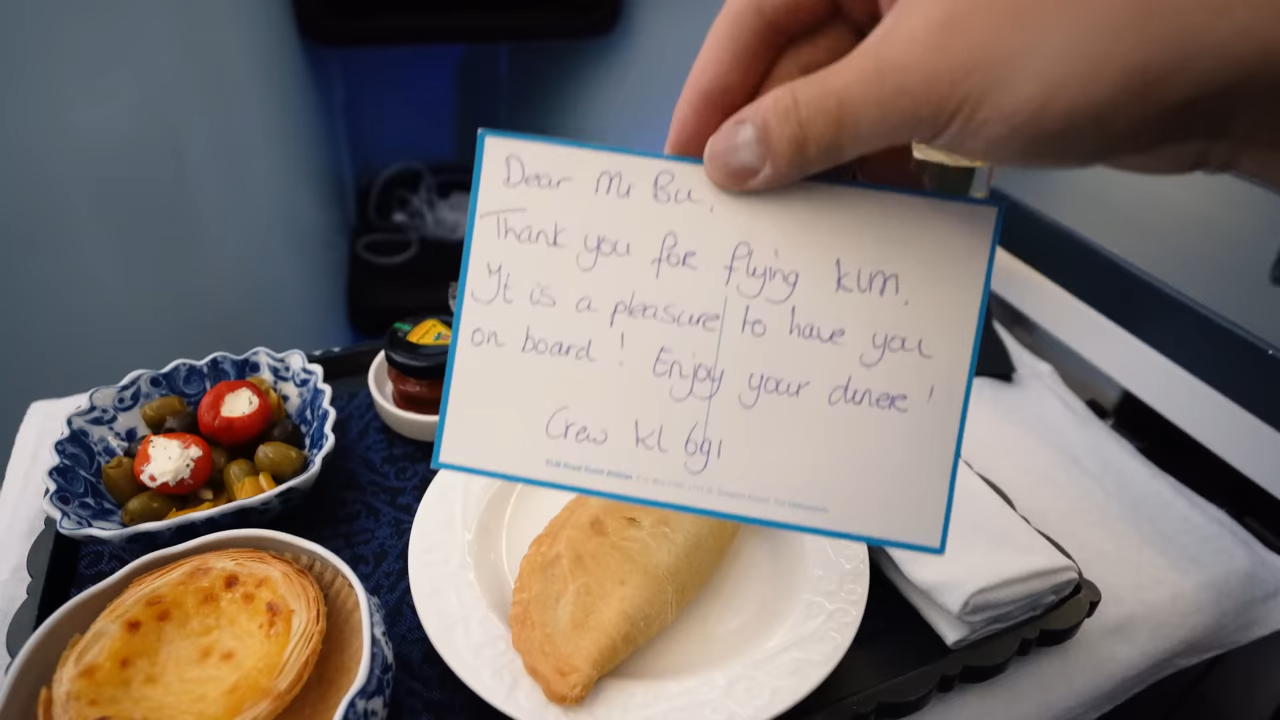 Dear Mr Bu,
Thank you for flying KLM.
It is a pleasure to have you
on board! Enjoy your dinere!
Crew KL 691